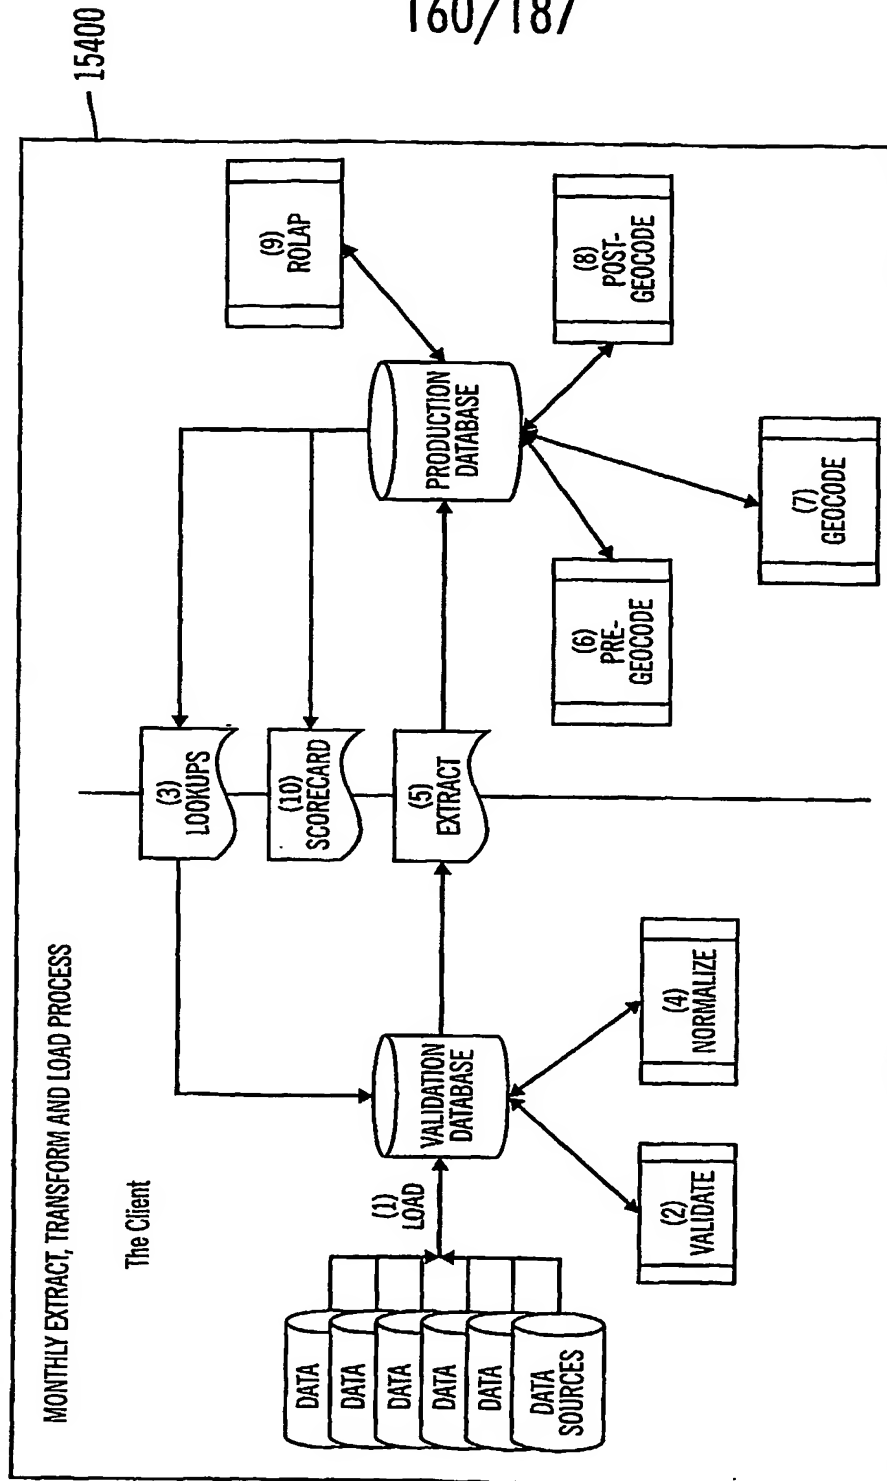 160/187
15400
MONTHLY EXTRACT, TRANSFORM AND LOAD PROCESS
The Client
DATA
DATA
DATA
DATA
DATA
DATA
SOURCES
(1)
LOAD
VALIDATION
DATABASE
(2)
VALIDATE
(4)
NORMALIZE
(3)
LOOKUPS
(10)
SCORECARD
(5)
EXTRACT
PRODUCTION
DATABASE
(6)
PRE-
GEOCODE
(7)
GEOCODE
(8)
POST-
GEOCODE
(9)
ROLAP